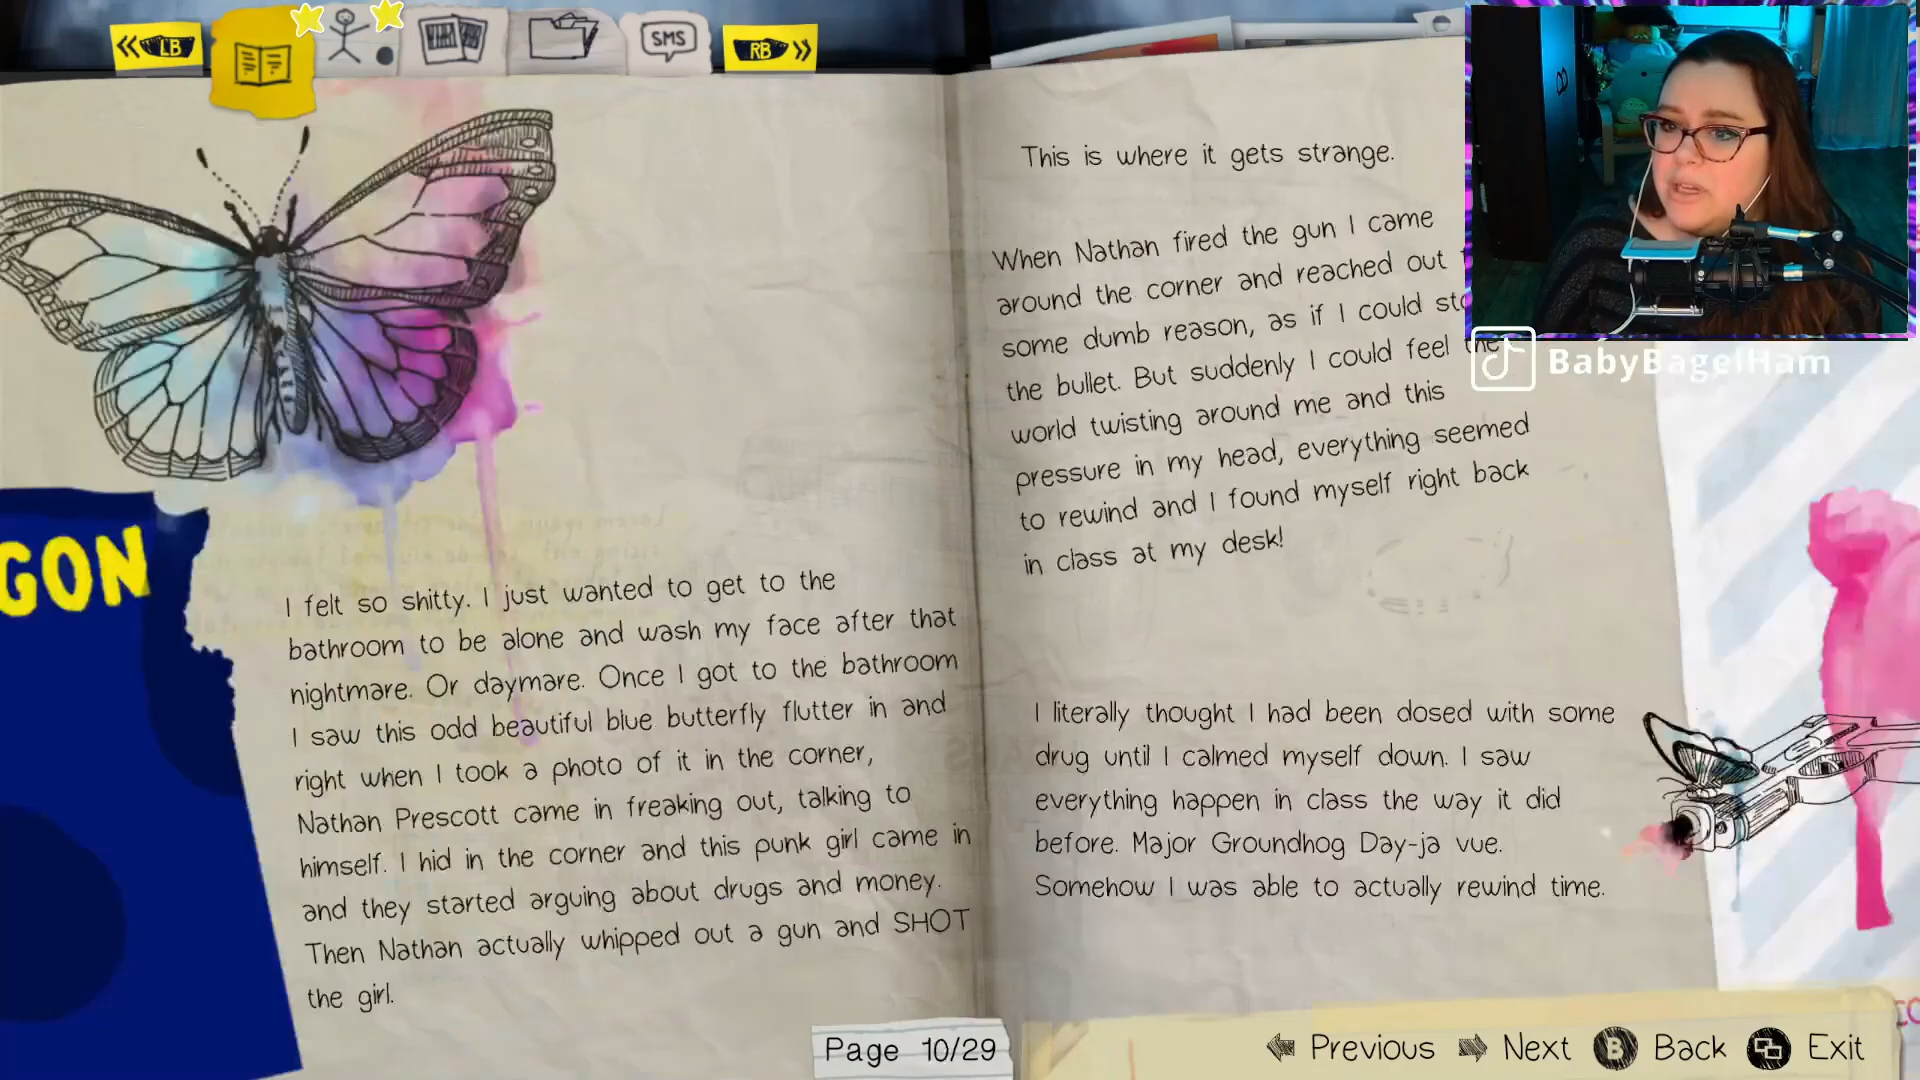 LB
SMS
RB
This is where it gets strange.
When Nathan fired the gun I came
around the corner and reached out
some dumb reason, as if I could
the bullet. But suddenly I could feel the
world twisting around me and this
pressure in my head, everything seemed
to rewind and I found myself right back
in class at my desk!
BabyBagelHam
GON
I felt so shitty. I just wanted to get to the
bathroom to be alone and wash my face after that
nightmare. Or daymare. Once I got to the bathroom
I saw this odd beautiful blue butterfly flutter in and
right when I took a photo of it in the corner,
Nathan Prescott came in freaking out, talking to
himself. I hid in the corner and this punk girl came in
and they started arguing about drugs and money.
Then Nathan actually whipped out a gun and SHOT
the girl.
I literally thought I had been dosed with some
drug until I calmed myself down. I saw
everything happen in class the way it did
before. Major Groundhog Day-ja vue.
Somehow I was able to actually rewind time.
Page 10/29
Previous Next B Back Exit